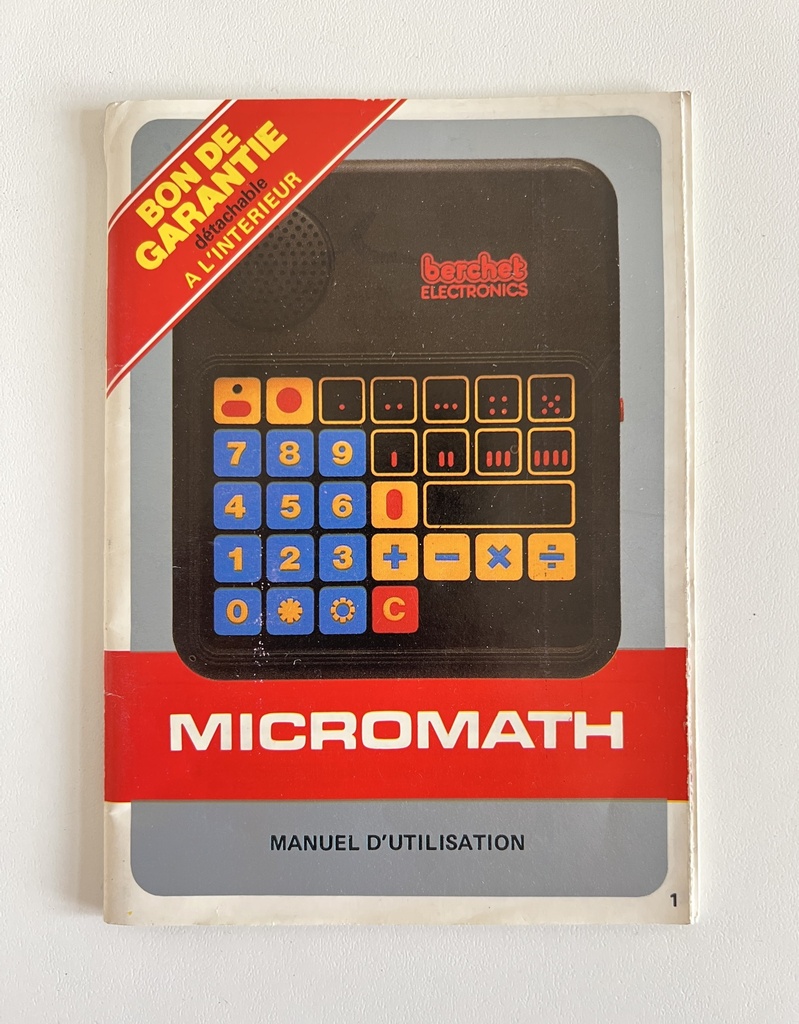 BON DE
GARANTIE
détachable
A L'INTERIEUR
berchet
ELECTRONICS
7 8 9
4 5 6
1 2 3 + − × ÷
0 C
MICROMATH
MANUEL D'UTILISATION
1